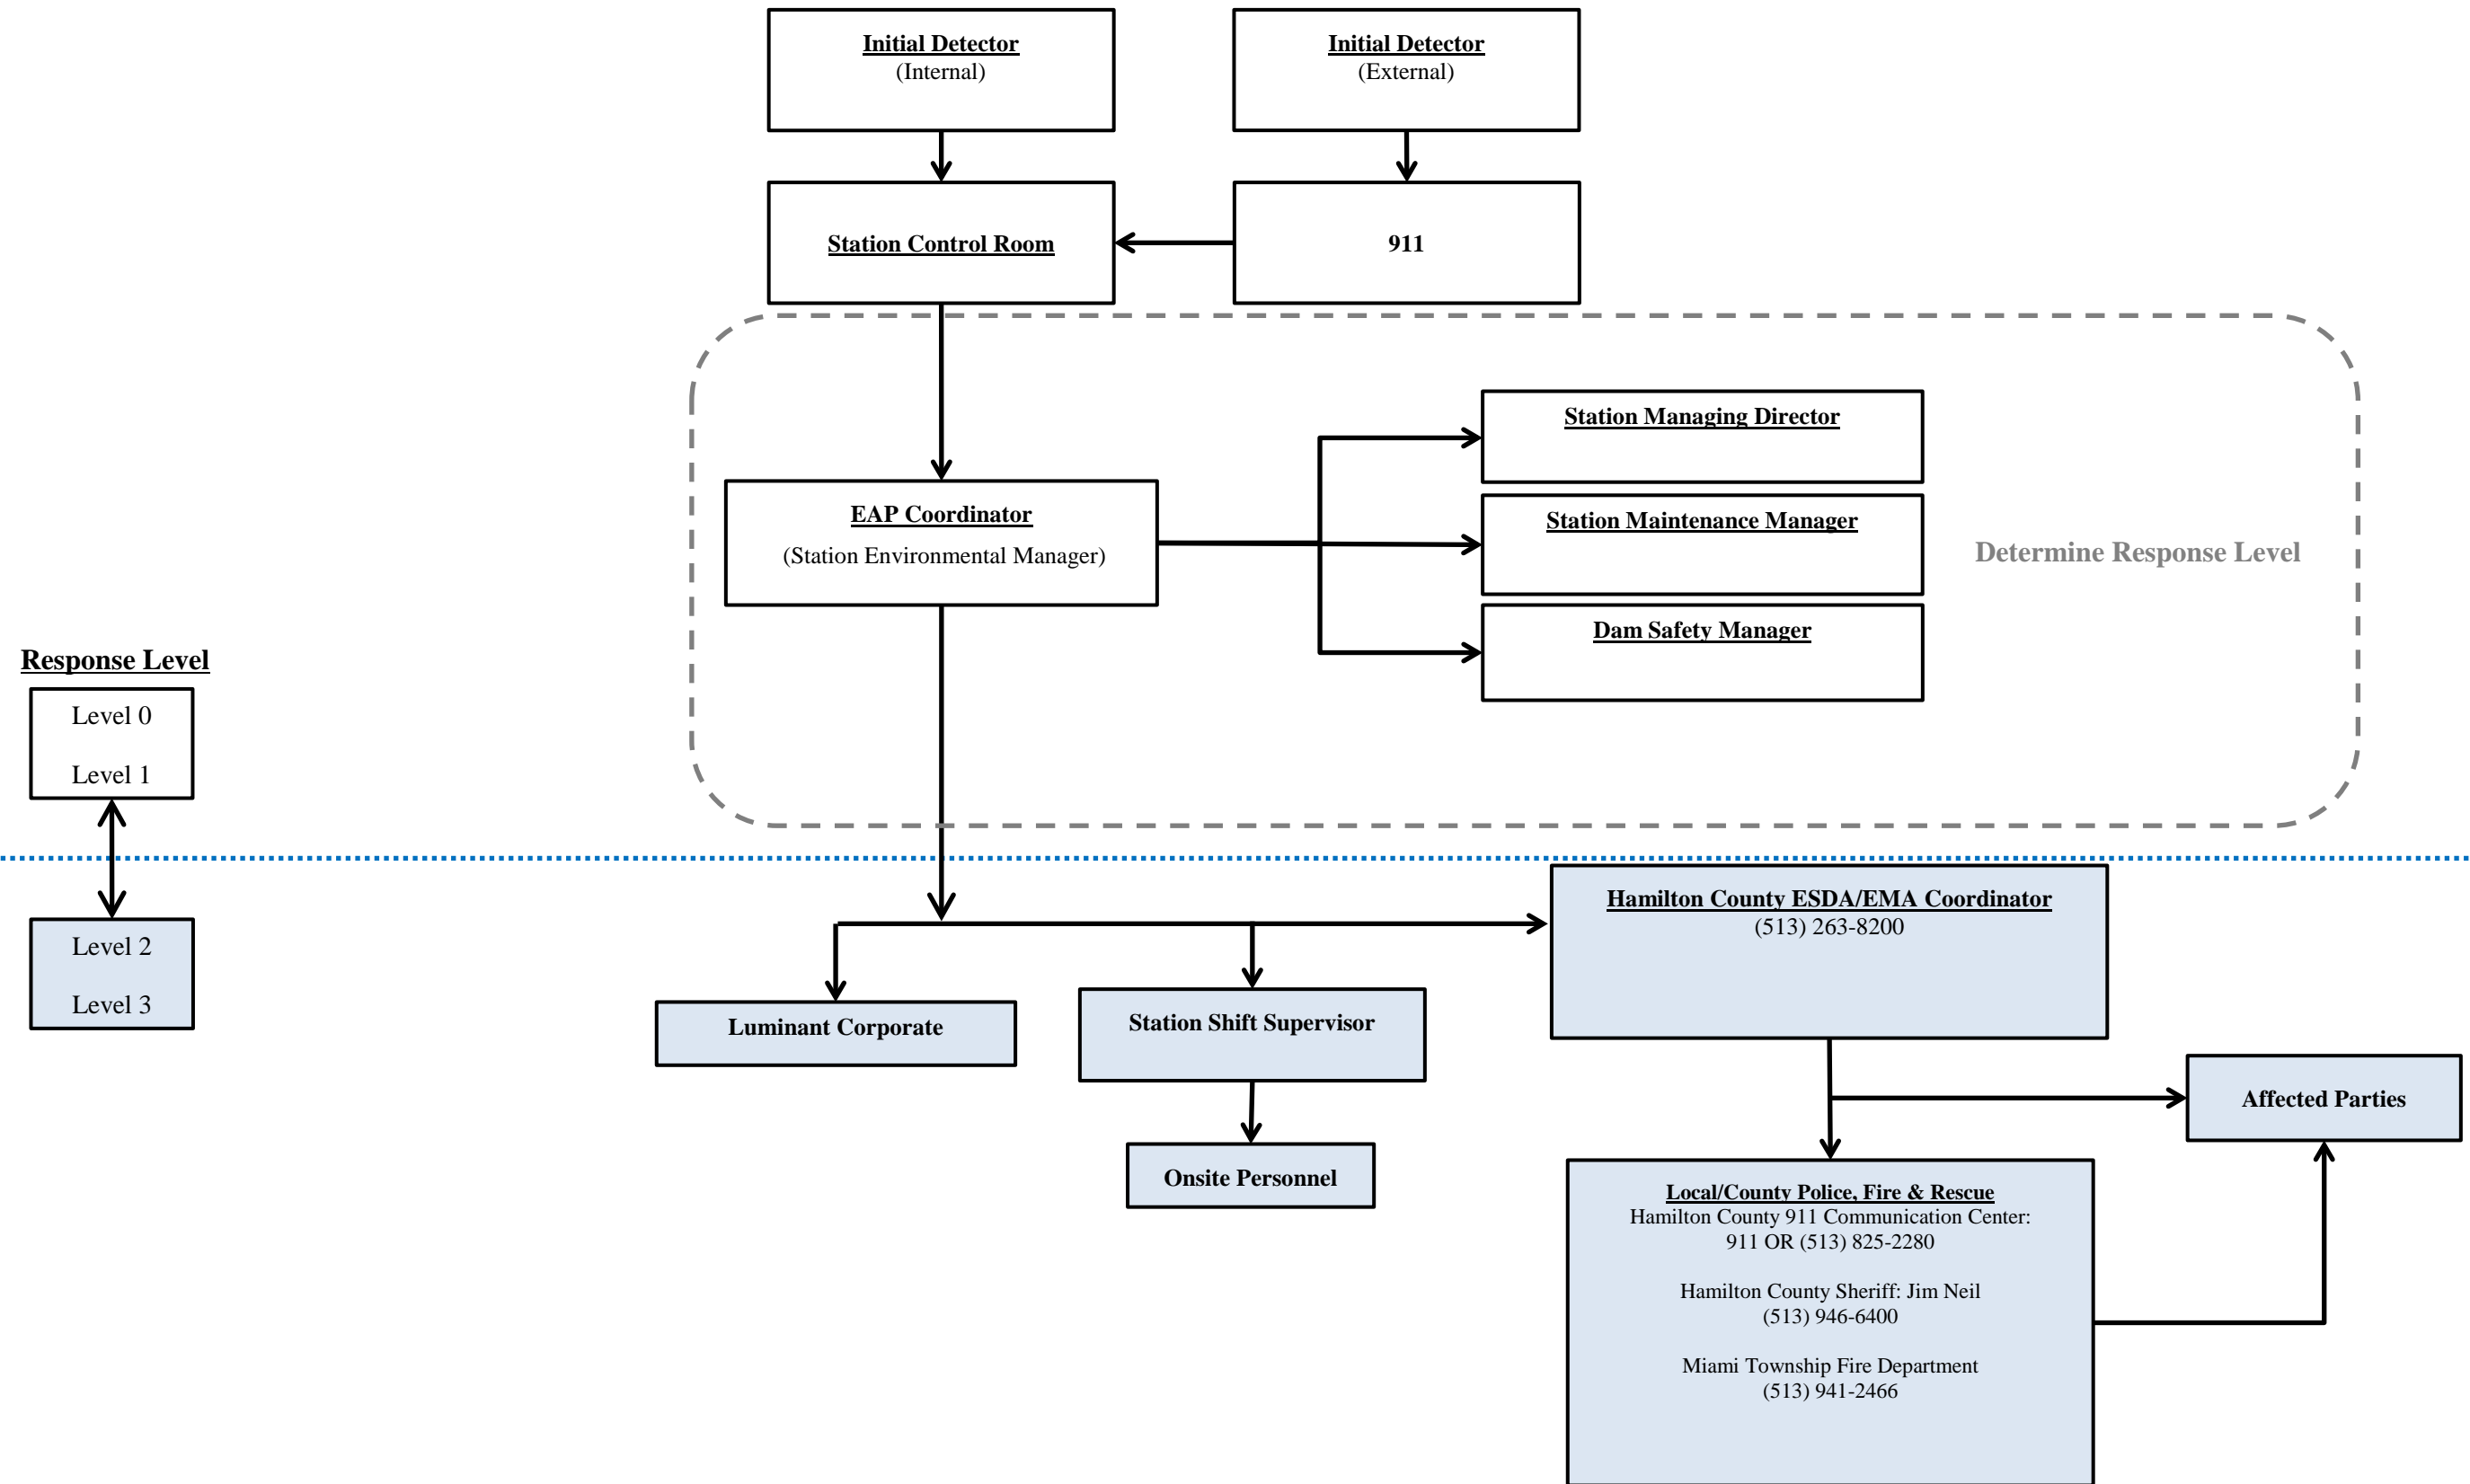 Initial Detector
(Internal)
Initial Detector
(External)
Station Control Room
911
Station Managing Director
EAP Coordinator
(Station Environmental Manager)
Station Maintenance Manager
Determine Response Level
Dam Safety Manager
Response Level
Level 0
Level 1
Level 2
Level 3
Hamilton County ESDA/EMA Coordinator
(513) 263-8200
Luminant Corporate
Station Shift Supervisor
Affected Parties
Onsite Personnel
Local/County Police, Fire & Rescue
Hamilton County 911 Communication Center:
911 OR (513) 825-2280
Hamilton County Sheriff: Jim Neil
(513) 946-6400
Miami Township Fire Department
(513) 941-2466